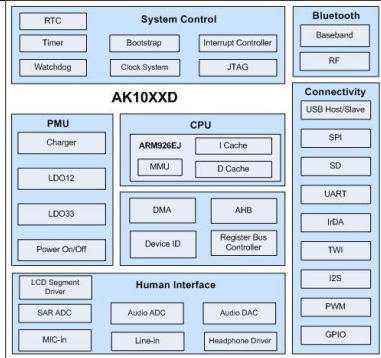 System Control
RTC
Timer
Bootstrap
Interrupt Controller
Watchdog
Clock System
JTAG
Bluetooth
Baseband
RF
AK10XXD
PMU
Charger
LDO12
LDO33
Power On/Off
CPU
ARM926EJ
I Cache
MMU
D Cache
DMA
AHB
Device ID
Register Bus
Controller
Connectivity
USB Host/Slave
SPI
SD
UART
IrDA
TWI
I2S
PWM
GPIO
Human Interface
LCD Segment
Driver
SAR ADC
Audio ADC
Audio DAC
MIC-in
Line-in
Headphone Driver